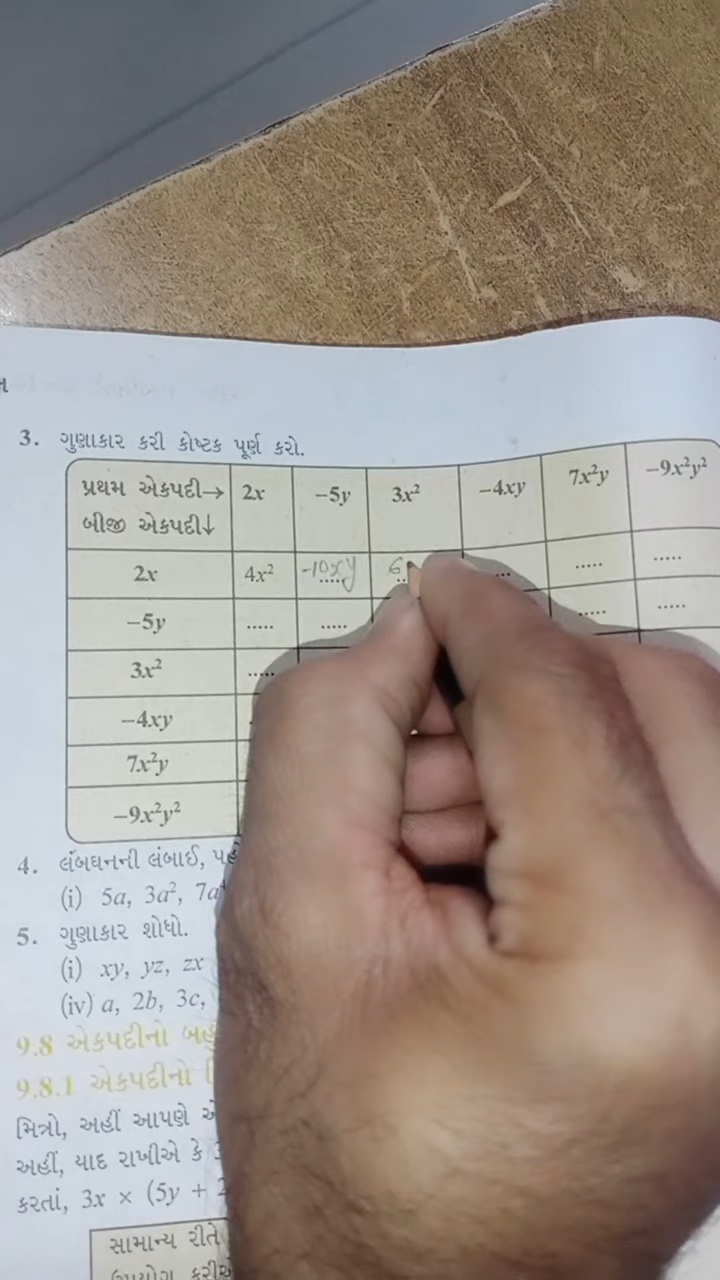 3. ગુણાકાર કરી કોષ્ટક પૂર્ણ કરો.
પ્રથમ એકપદી→ 2x −5y 3x² −4xy 7x²y −9x²y²
બીજી એકપદી↓
2x 4x² -10xy 6 ..... .....
−5y ..... ..... ..... .....
3x² .....
−4xy
7x²y
−9x²y²
4. લંબઘનની લંબાઈ,
(i) 5a, 3a²,
5. ગુણાકાર શોધો.
(i) xy, yz, zx
(iv) a, 2b, 3c,
9.8 એકપદીનો
9.8.1 એકપદીનો
મિત્રો, અહીં આપણે
અહીં, યાદ રાખીએ કે
કરતાં, 3x × (5y +
સામાન્ય રીતે